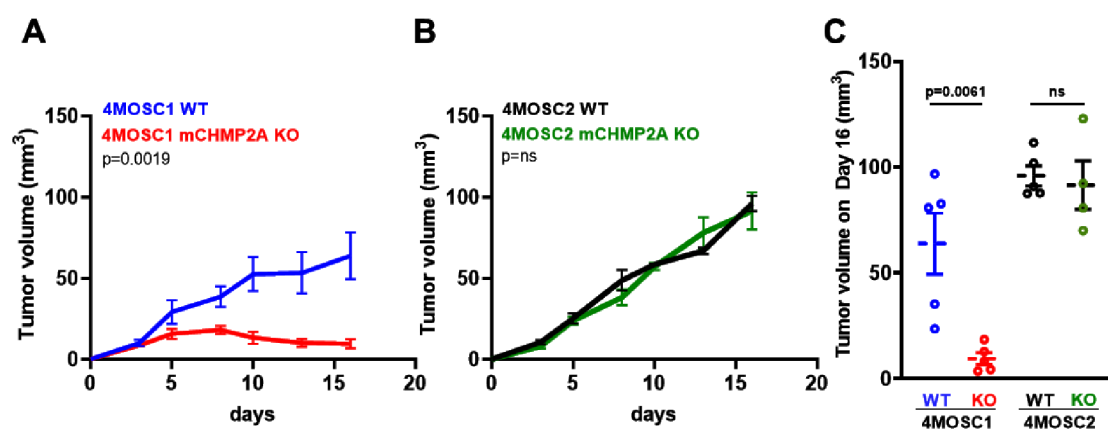 A
4MOSC1 WT
4MOSC1 mCHMP2A KO
p=0.0019
Tumor volume (mm3)
150
100
50
0
0 5 10 15 20
days
B
4MOSC2 WT
4MOSC2 mCHMP2A KO
p=ns
Tumor volume (mm3)
150
100
50
0
0 5 10 15 20
days
C
p=0.0061 ns
Tumor volume on Day 16 (mm3)
150
100
50
0
WT KO WT KO
4MOSC1 4MOSC2